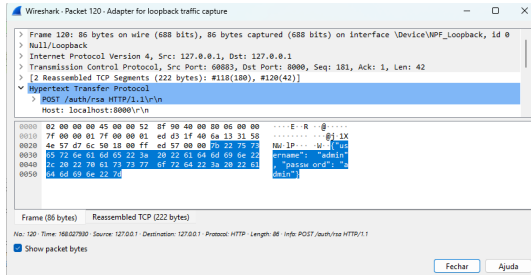 Wireshark - Packet 120 - Adapter for loopback traffic capture
Frame 120: 86 bytes on wire (688 bits), 86 bytes captured (688 bits) on interface \Device\NPF_Loopback, id 0
Null/Loopback
Internet Protocol Version 4, Src: 127.0.0.1, Dst: 127.0.0.1
Transmission Control Protocol, Src Port: 60883, Dst Port: 8000, Seq: 181, Ack: 1, Len: 42
[2 Reassembled TCP Segments (222 bytes): #118(180), #120(42)]
Hypertext Transfer Protocol
POST /auth/rsa HTTP/1.1\r\n
Host: localhost:8000\r\n
0000 02 00 00 00 45 00 00 52 8f 90 40 00 80 06 00 00 ····E··R ··@·····
0010 7f 00 00 01 7f 00 00 01 ed d3 1f 40 6a 13 31 58 ········ ···@j·1X
0020 4e 57 d7 6c 50 18 00 ff ed 57 00 00 7b 22 75 73 NW·lP··· ·W··{"us
0030 65 72 6e 61 6d 65 22 3a 20 22 61 64 6d 69 6e 22 ername": "admin"
0040 2c 20 22 70 61 73 73 77 6f 72 64 22 3a 20 22 61 , "passw ord": "a
0050 64 6d 69 6e 22 7d dmin"}
Frame (86 bytes) Reassembled TCP (222 bytes)
No.: 120 · Time: 168.027930 · Source: 127.0.0.1 · Destination: 127.0.0.1 · Protocol: HTTP · Length: 86 · Info: POST /auth/rsa HTTP/1.1
Show packet bytes
Fechar Ajuda